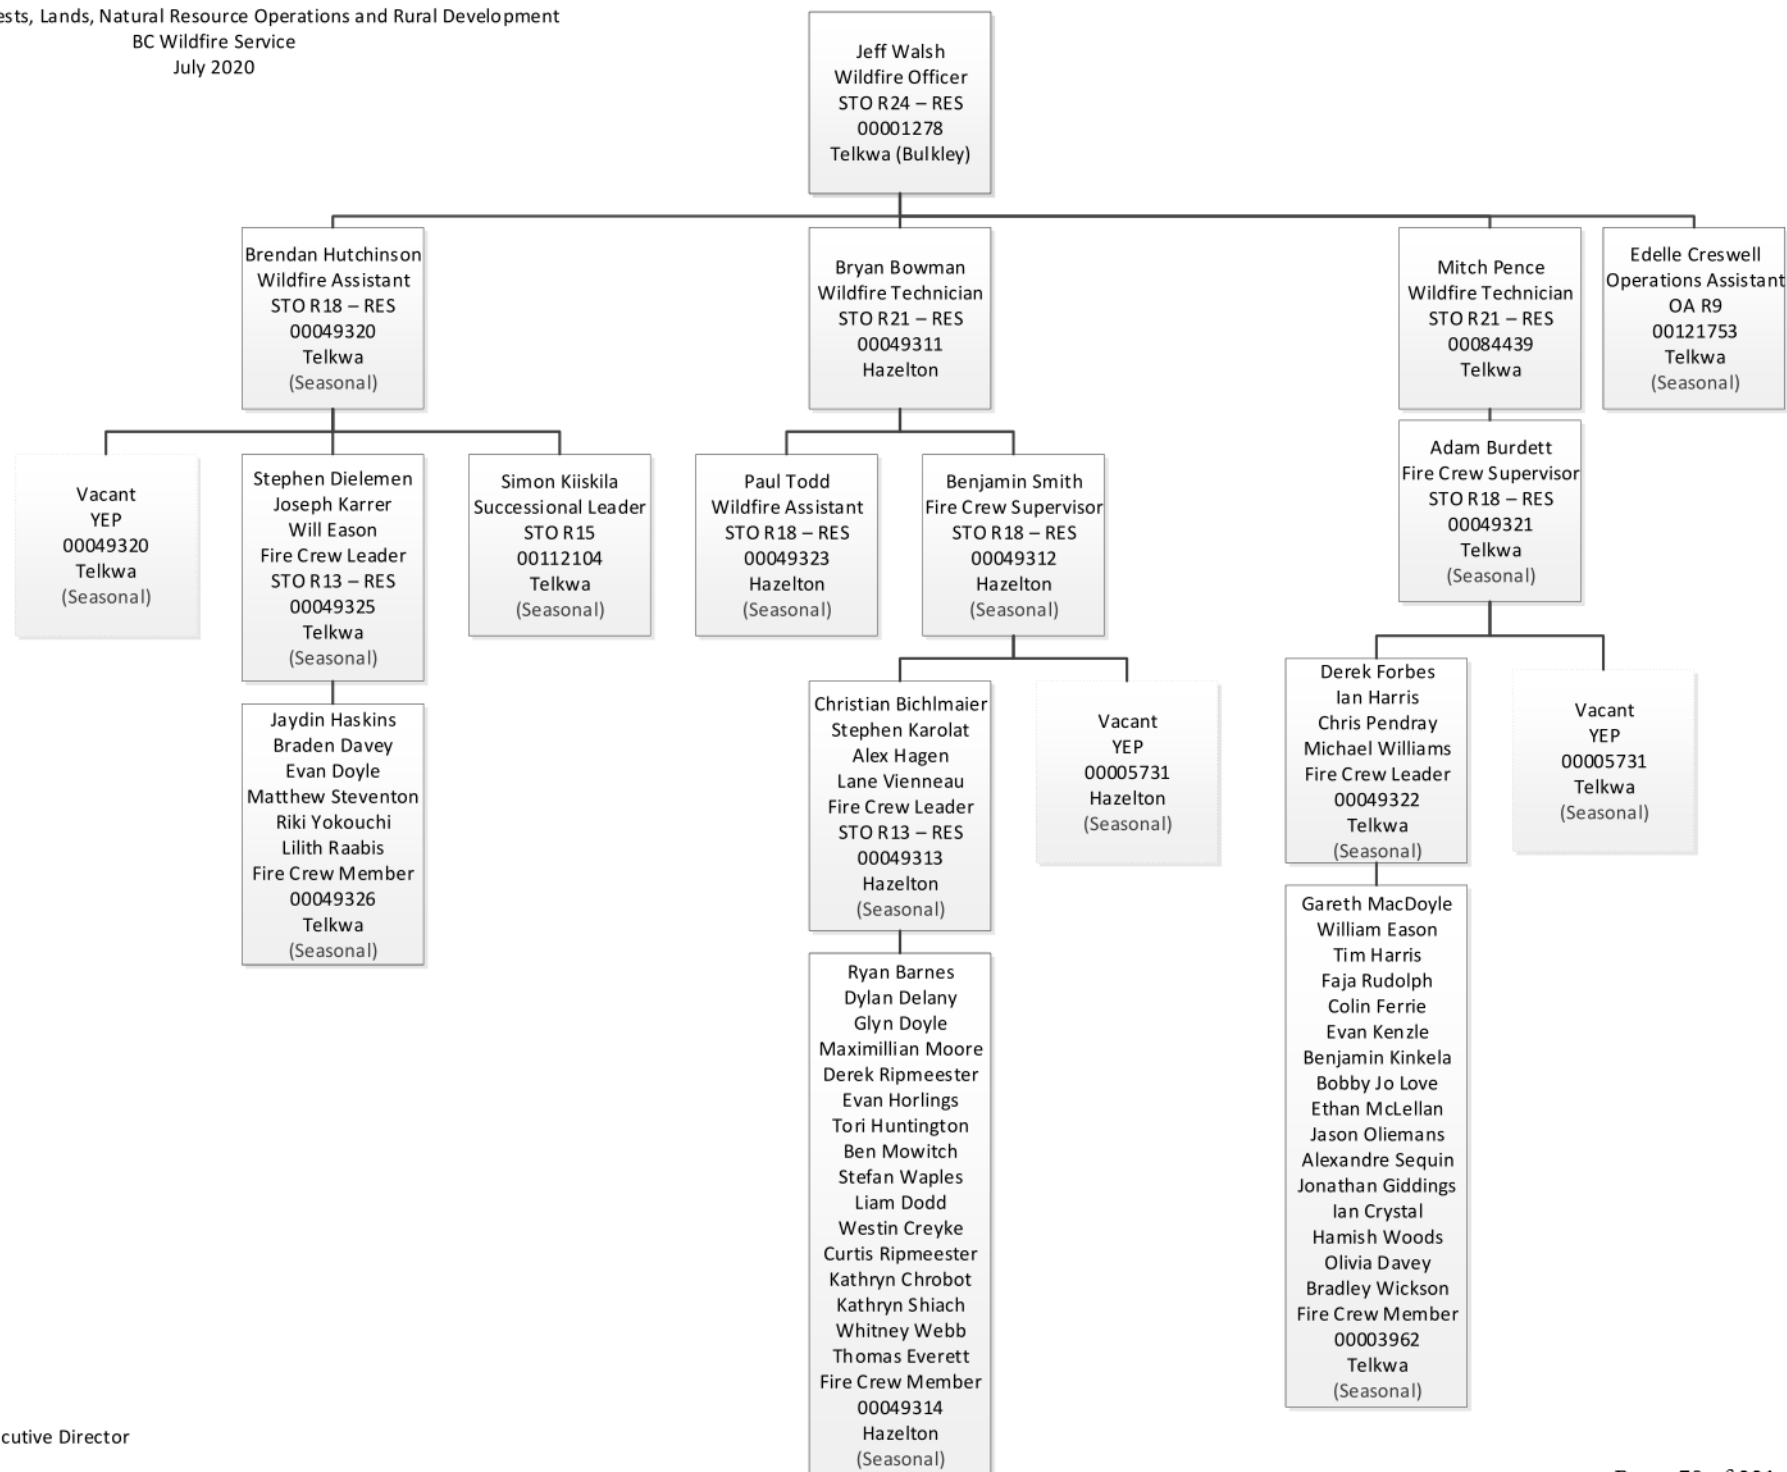 ests, Lands, Natural Resource Operations and Rural Development
BC Wildfire Service
July 2020
Jeff Walsh
Wildfire Officer
STO R24 – RES
00001278
Telkwa (Bulkley)
Brendan Hutchinson
Wildfire Assistant
STO R18 – RES
00049320
Telkwa
(Seasonal)
Bryan Bowman
Wildfire Technician
STO R21 – RES
00049311
Hazelton
Mitch Pence
Wildfire Technician
STO R21 – RES
00084439
Telkwa
Edelle Creswell
Operations Assistant
OA R9
00121753
Telkwa
(Seasonal)
Vacant
YEP
00049320
Telkwa
(Seasonal)
Stephen Dielemen
Joseph Karrer
Will Eason
Fire Crew Leader
STO R13 – RES
00049325
Telkwa
(Seasonal)
Simon Kiiskila
Successional Leader
STO R15
00112104
Telkwa
(Seasonal)
Paul Todd
Wildfire Assistant
STO R18 – RES
00049323
Hazelton
(Seasonal)
Benjamin Smith
Fire Crew Supervisor
STO R18 – RES
00049312
Hazelton
(Seasonal)
Adam Burdett
Fire Crew Supervisor
STO R18 – RES
00049321
Telkwa
(Seasonal)
Jaydin Haskins
Braden Davey
Evan Doyle
Matthew Steventon
Riki Yokouchi
Lilith Raabis
Fire Crew Member
00049326
Telkwa
(Seasonal)
Christian Bichlmaier
Stephen Karolat
Alex Hagen
Lane Vienneau
Fire Crew Leader
STO R13 – RES
00049313
Hazelton
(Seasonal)
Vacant
YEP
00005731
Hazelton
(Seasonal)
Derek Forbes
Ian Harris
Chris Pendray
Michael Williams
Fire Crew Leader
00049322
Telkwa
(Seasonal)
Vacant
YEP
00005731
Telkwa
(Seasonal)
Ryan Barnes
Dylan Delany
Glyn Doyle
Maximillian Moore
Derek Ripmeester
Evan Horlings
Tori Huntington
Ben Mowitch
Stefan Waples
Liam Dodd
Westin Creyke
Curtis Ripmeester
Kathryn Chrobot
Kathryn Shiach
Whitney Webb
Thomas Everett
Fire Crew Member
00049314
Hazelton
(Seasonal)
Gareth MacDoyle
William Eason
Tim Harris
Faja Rudolph
Colin Ferrie
Evan Kenzle
Benjamin Kinkela
Bobby Jo Love
Ethan McLellan
Jason Oliemans
Alexandre Sequin
Jonathan Giddings
Ian Crystal
Hamish Woods
Olivia Davey
Bradley Wickson
Fire Crew Member
00003962
Telkwa
(Seasonal)
cutive Director